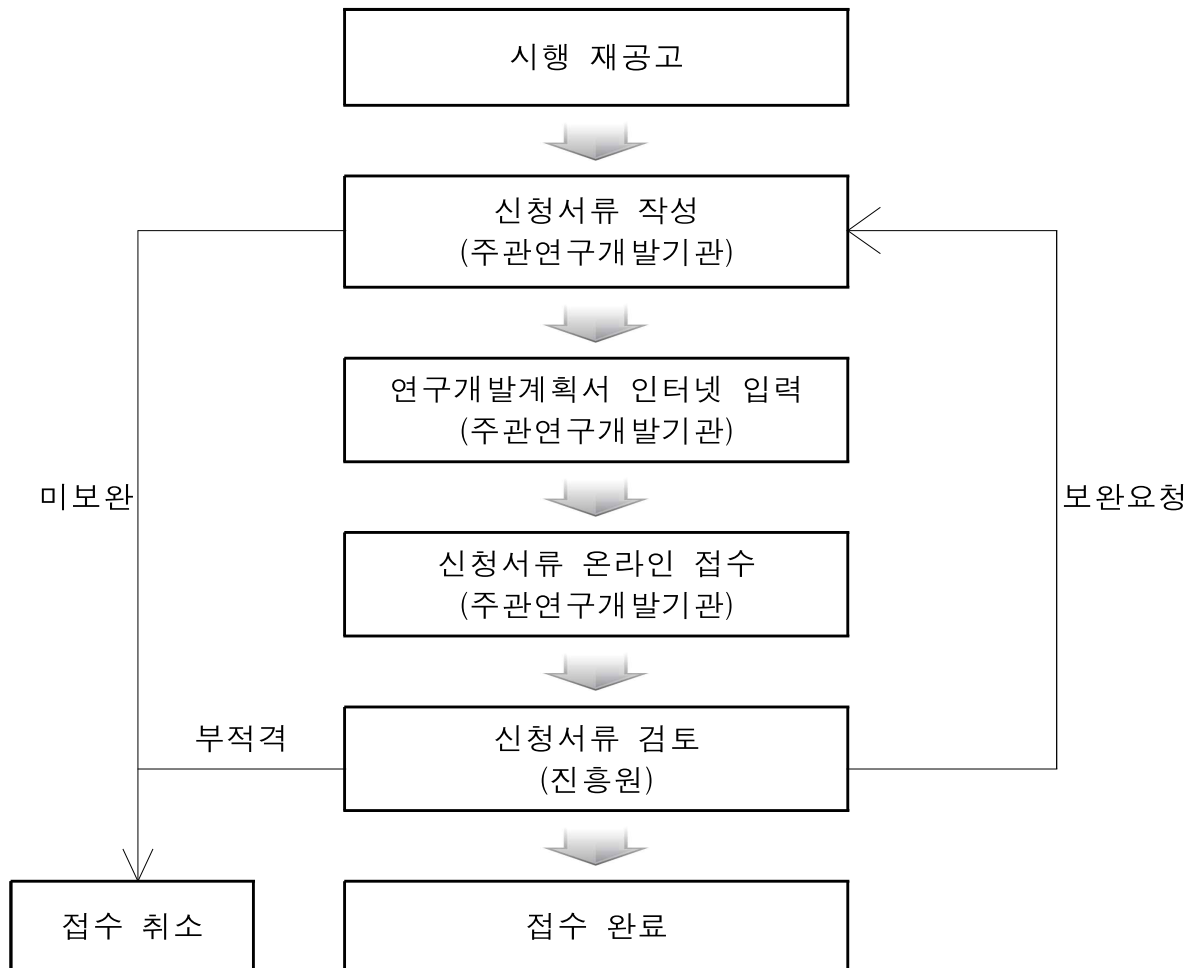 시행 재공고
신청서류 작성
(주관연구개발기관)
연구개발계획서 인터넷 입력
(주관연구개발기관)
미보완
보완요청
신청서류 온라인 접수
(주관연구개발기관)
부적격
신청서류 검토
(진흥원)
접수 취소
접수 완료